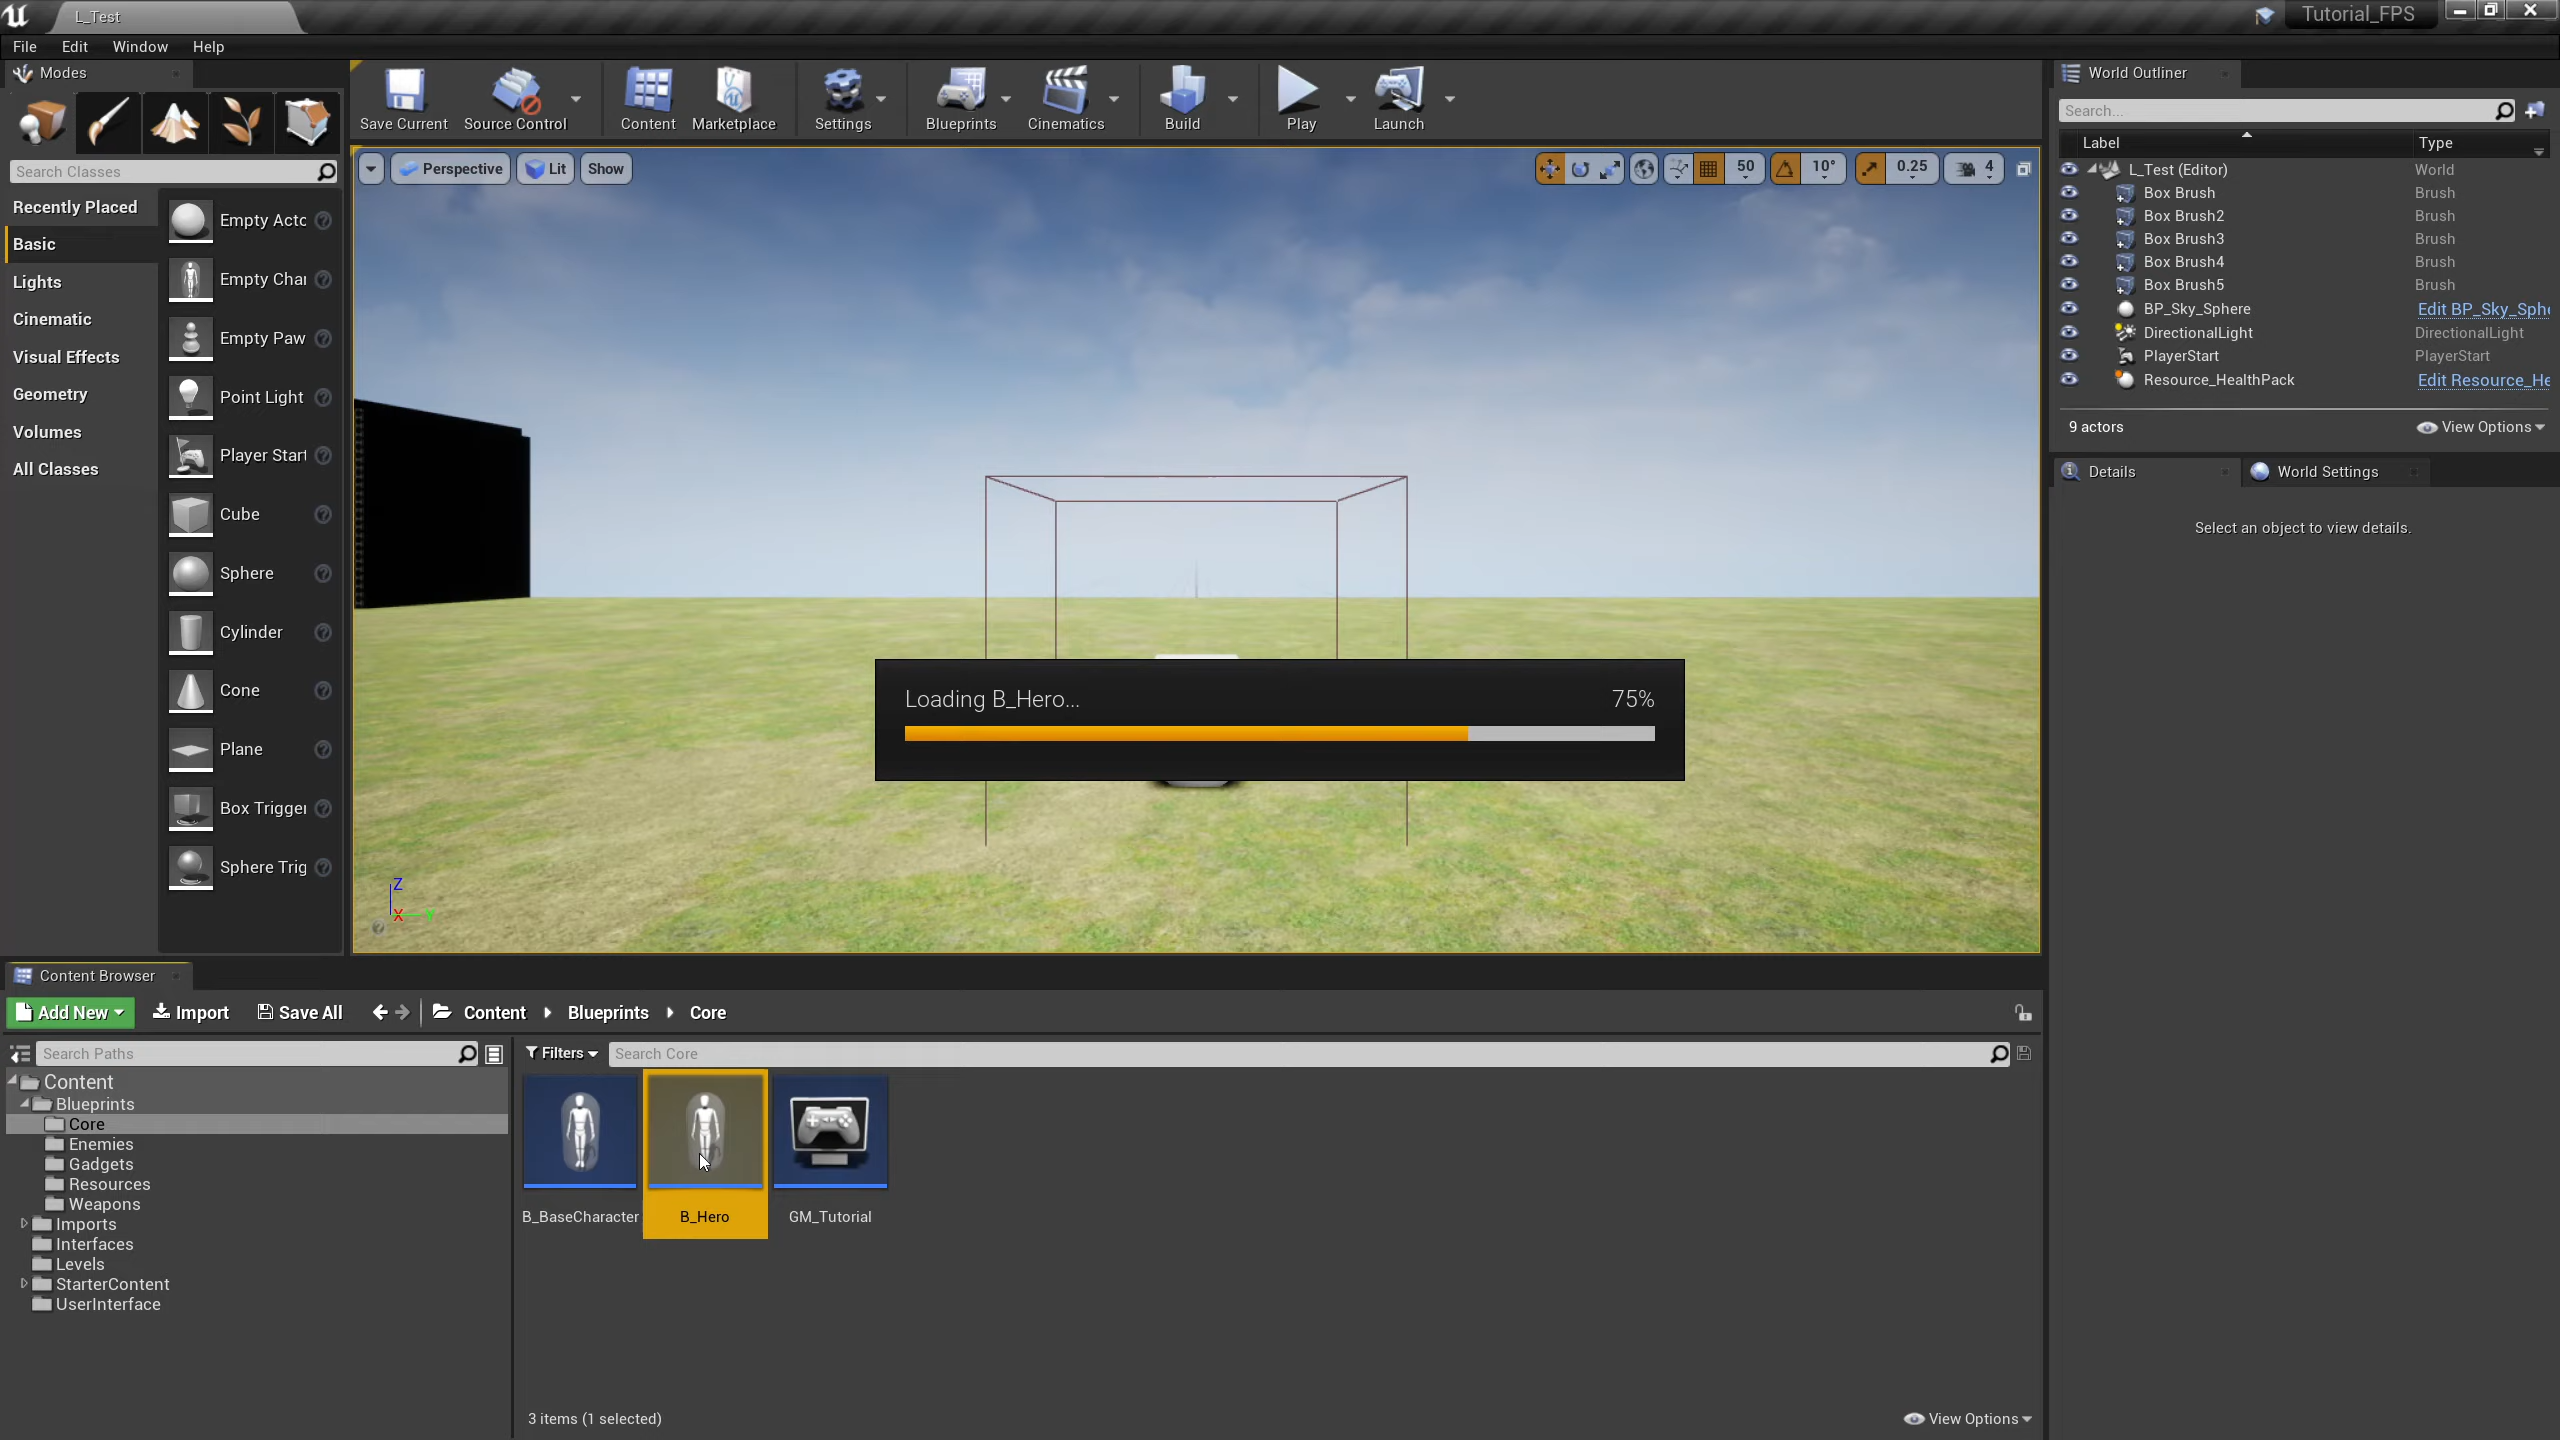 L_Test
Tutorial_FPS
File Edit Window Help
Modes
Save Current
Source Control
Content
Marketplace
Settings
Blueprints
Cinematics
Build
Play
Launch
Search Classes
Recently Placed
Basic
Lights
Cinematic
Visual Effects
Geometry
Volumes
All Classes
Empty Acto
Empty Char
Empty Paw
Point Light
Player Start
Cube
Sphere
Cylinder
Cone
Plane
Box Trigger
Sphere Trig
Perspective
Lit
Show
50
10°
0.25
4
Loading B_Hero... 75%
Z
X
Y
World Outliner
Search...
Label Type
L_Test (Editor) World
Box Brush Brush
Box Brush2 Brush
Box Brush3 Brush
Box Brush4 Brush
Box Brush5 Brush
BP_Sky_Sphere Edit BP_Sky_Sph
DirectionalLight DirectionalLight
PlayerStart PlayerStart
Resource_HealthPack Edit Resource_He
9 actors View Options
Details
World Settings
Select an object to view details.
Content Browser
Add New Import Save All Content Blueprints Core
Search Paths
Content
Blueprints
Core
Enemies
Gadgets
Resources
Weapons
Imports
Interfaces
Levels
StarterContent
UserInterface
Filters
Search Core
B_BaseCharacter
B_Hero
GM_Tutorial
3 items (1 selected)
View Options